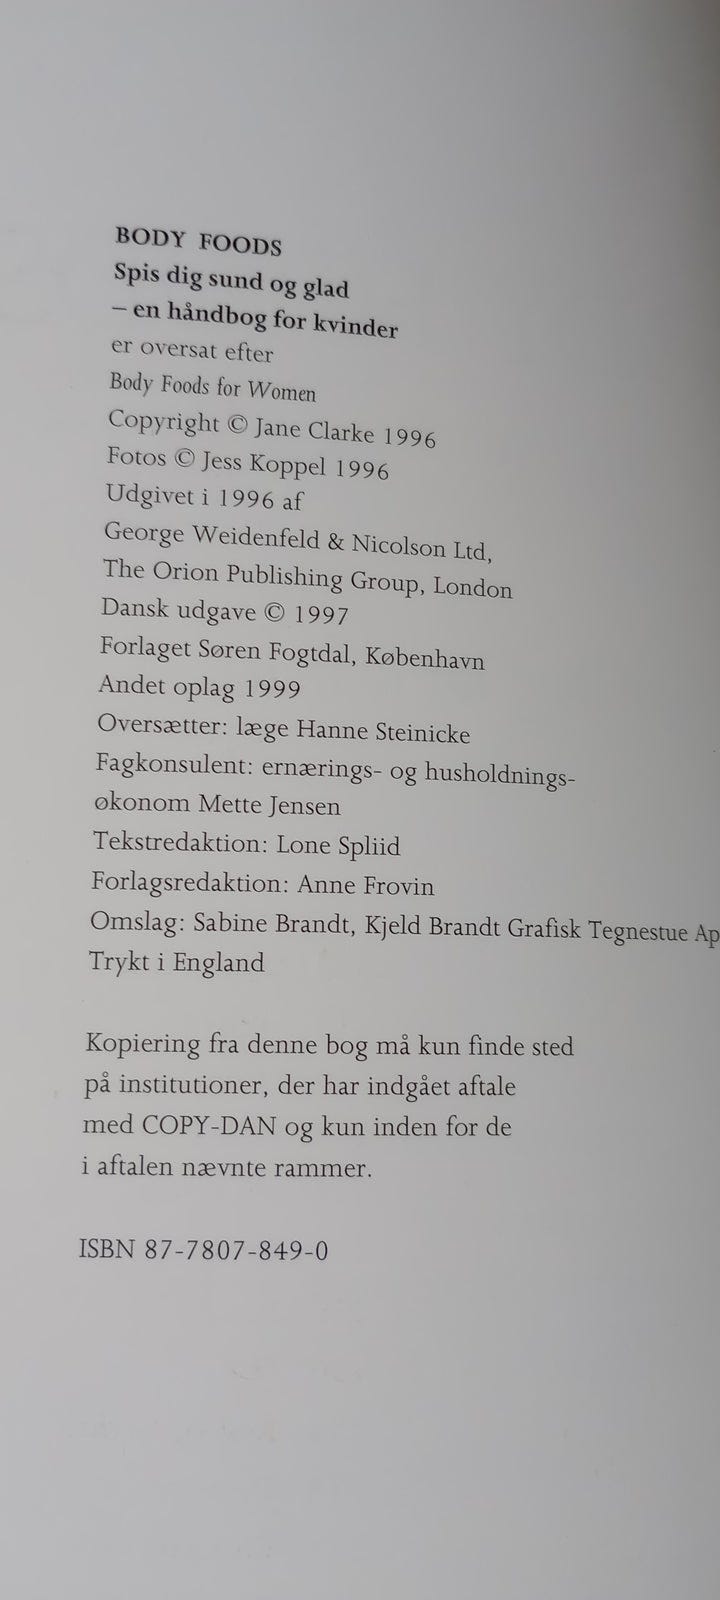 BODY FOODS
Spis dig sund og glad
– en håndbog for kvinder
er oversat efter
Body Foods for Women
Copyright © Jane Clarke 1996
Fotos © Jess Koppel 1996
Udgivet i 1996 af
George Weidenfeld & Nicolson Ltd,
The Orion Publishing Group, London
Dansk udgave © 1997
Forlaget Søren Fogtdal, København
Andet oplag 1999
Oversætter: læge Hanne Steinicke
Fagkonsulent: ernærings- og husholdnings-
økonom Mette Jensen
Tekstredaktion: Lone Spliid
Forlagsredaktion: Anne Frovin
Omslag: Sabine Brandt, Kjeld Brandt Grafisk Tegnestue Ap
Trykt i England
Kopiering fra denne bog må kun finde sted
på institutioner, der har indgået aftale
med COPY-DAN og kun inden for de
i aftalen nævnte rammer.
ISBN 87-7807-849-0